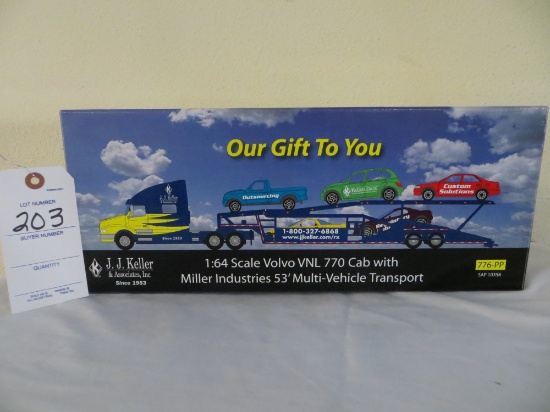 LOT NUMBER
203
BUYER NUMBER
QUANTITY
Our Gift To You
Outsourcing
Custom
Solutions
J. J. Keller
Since 1953
1-800-327-6868
www.jjkeller.com/rx
J. J. Keller
& Associates, Inc.
Since 1953
1:64 Scale Volvo VNL 770 Cab with
Miller Industries 53' Multi-Vehicle Transport
776-PP